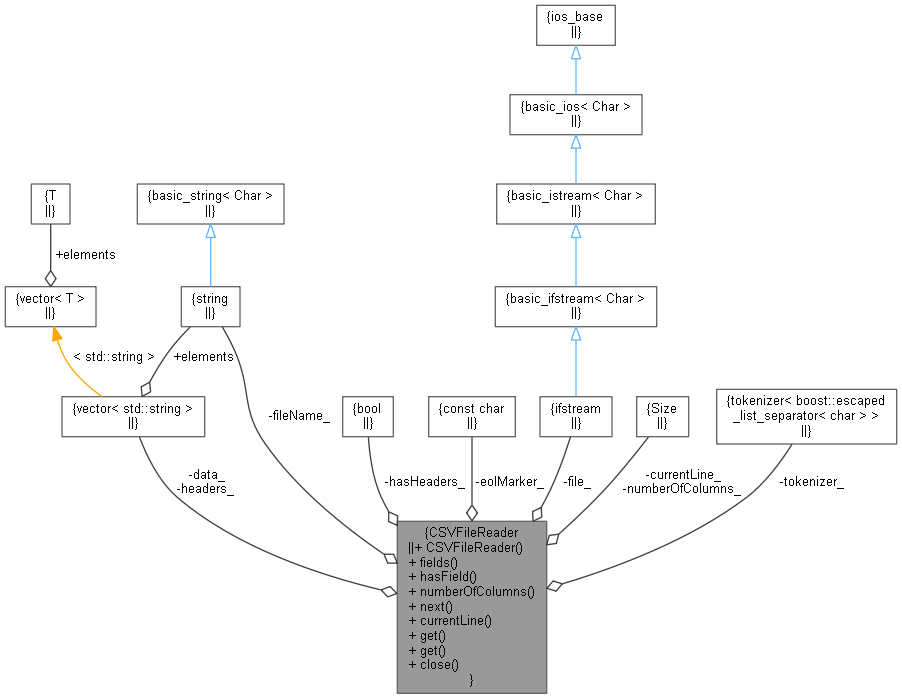 {ios_base
||}
{basic_ios< Char >
||}
{T
||}
{basic_string< Char >
||}
{basic_istream< Char >
||}
+elements
{vector< T >
||}
{string
||}
{basic_ifstream< Char >
||}
< std::string >
+elements
{vector< std::string >
||}
-fileName_
{bool
||}
{const char
||}
{ifstream
||}
{Size
||}
{tokenizer< boost::escaped
_list_separator< char > >
||}
-data_
-headers_
-hasHeaders_
-eolMarker_
-file_
-currentLine_
-numberOfColumns_
-tokenizer_
{CSVFileReader
||+ CSVFileReader()
+ fields()
+ hasField()
+ numberOfColumns()
+ next()
+ currentLine()
+ get()
+ get()
+ close()
}